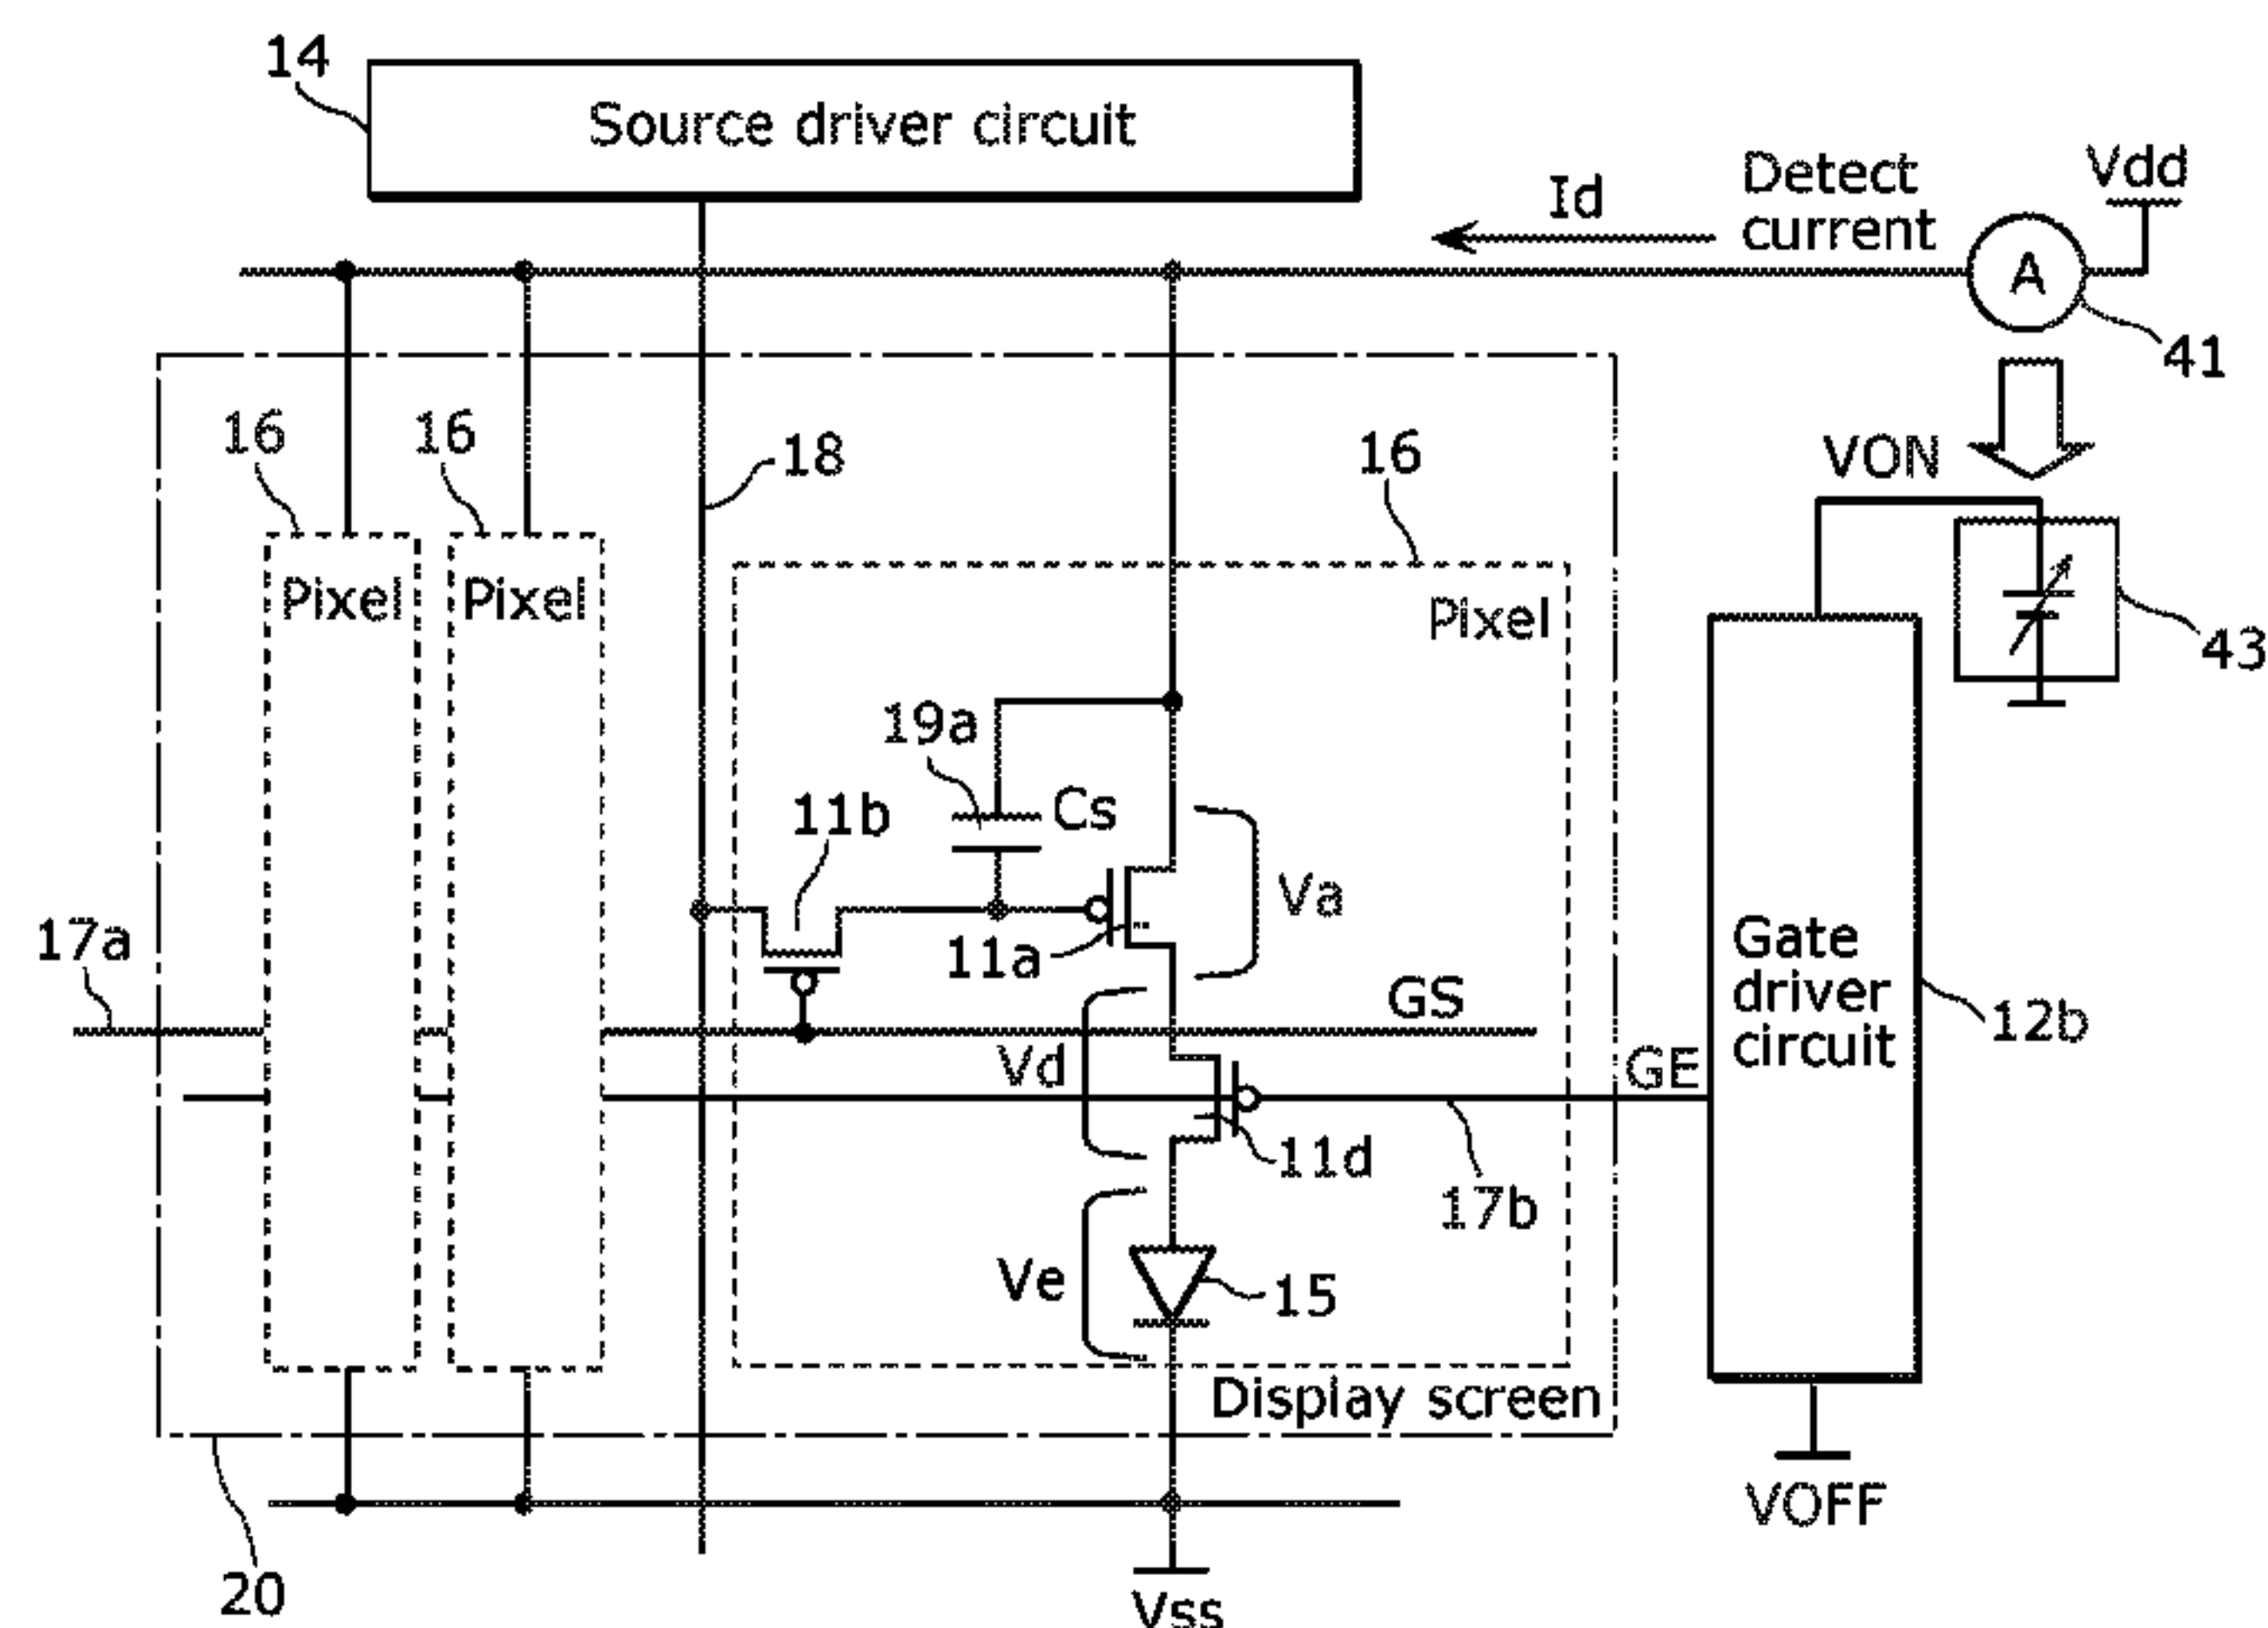 14
Source driver circuit
Id
Detect
current
Vdd
A
41
16
16
18
16
VON
Pixel
Pixel
Pixel
43
19a
Cs
11b
Va
17a
11a
Gate
driver
circuit
GS
12b
Vd
GE
11d
17b
Ve
15
Display screen
VOFF
20
Vss